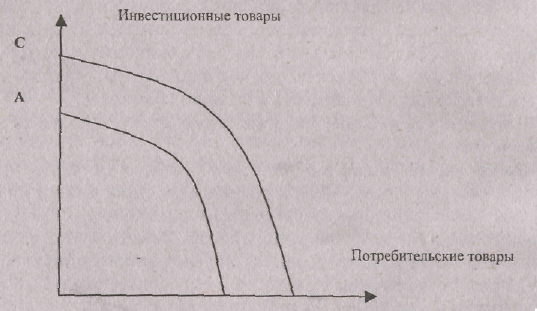 Инвестиционные товары
С
А
Потребительские товары